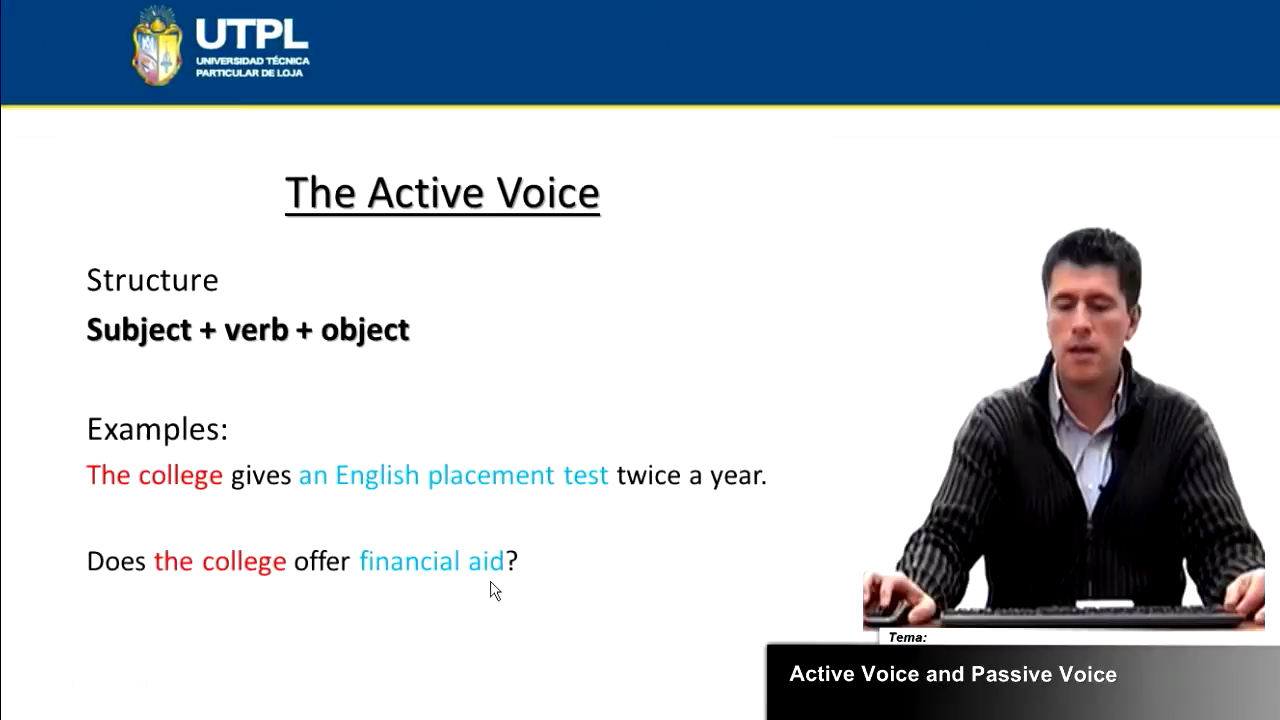 UTPL
UNIVERSIDAD TÉCNICA
PARTICULAR DE LOJA
The Active Voice
Structure
Subject + verb + object
Examples:
The college gives an English placement test twice a year.
Does the college offer financial aid?
Tema:
Active Voice and Passive Voice